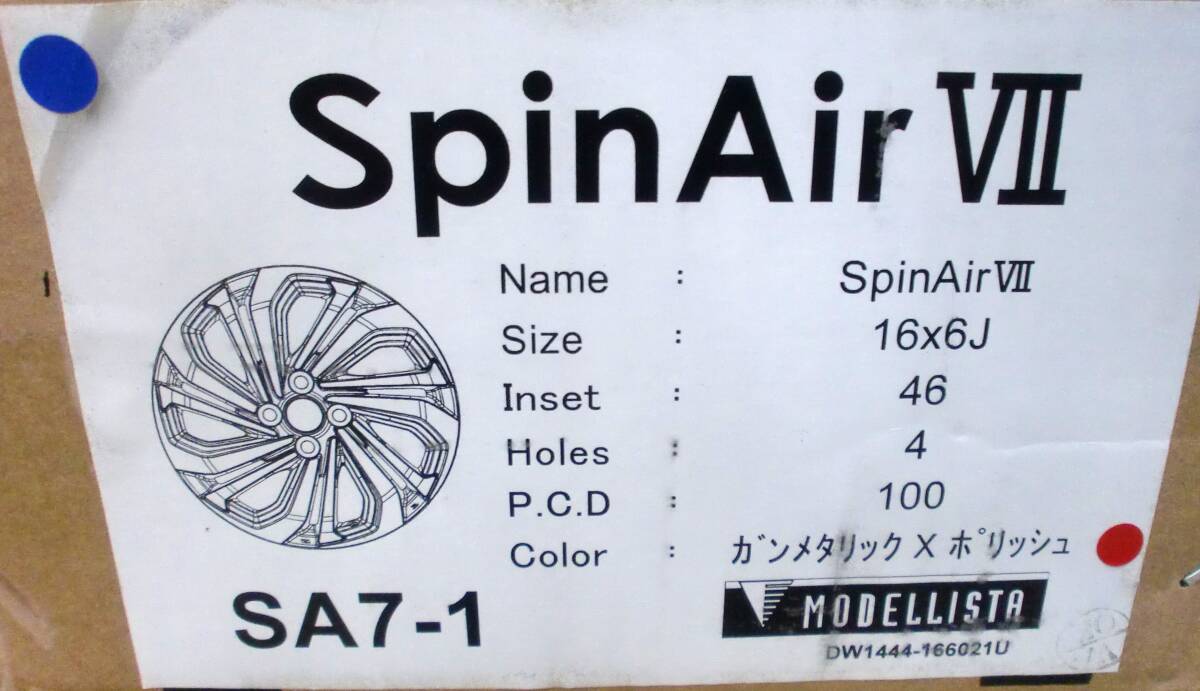 SpinAir Ⅶ
Name : SpinAirⅦ
Size : 16x6J
Inset : 46
Holes : 4
P.C.D : 100
Color : ガンメタリック X ポリッシュ
SA7-1
MODELLISTA
DW1444-166021U